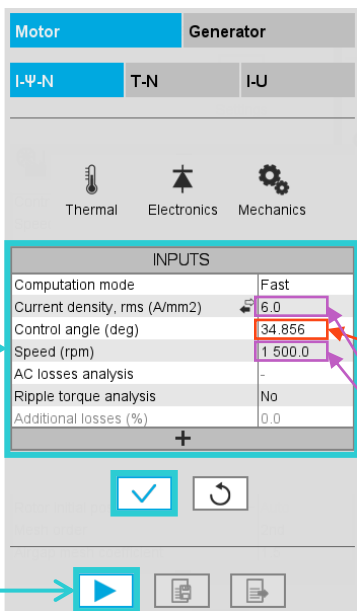 Motor Generator
I-Ψ-N T-N I-U
Thermal Electronics Mechanics
INPUTS
Computation mode Fast
Current density, rms (A/mm2) 6.0
Control angle (deg) 34.856
Speed (rpm) 1 500.0
AC losses analysis -
Ripple torque analysis No
Additional losses (%) 0.0